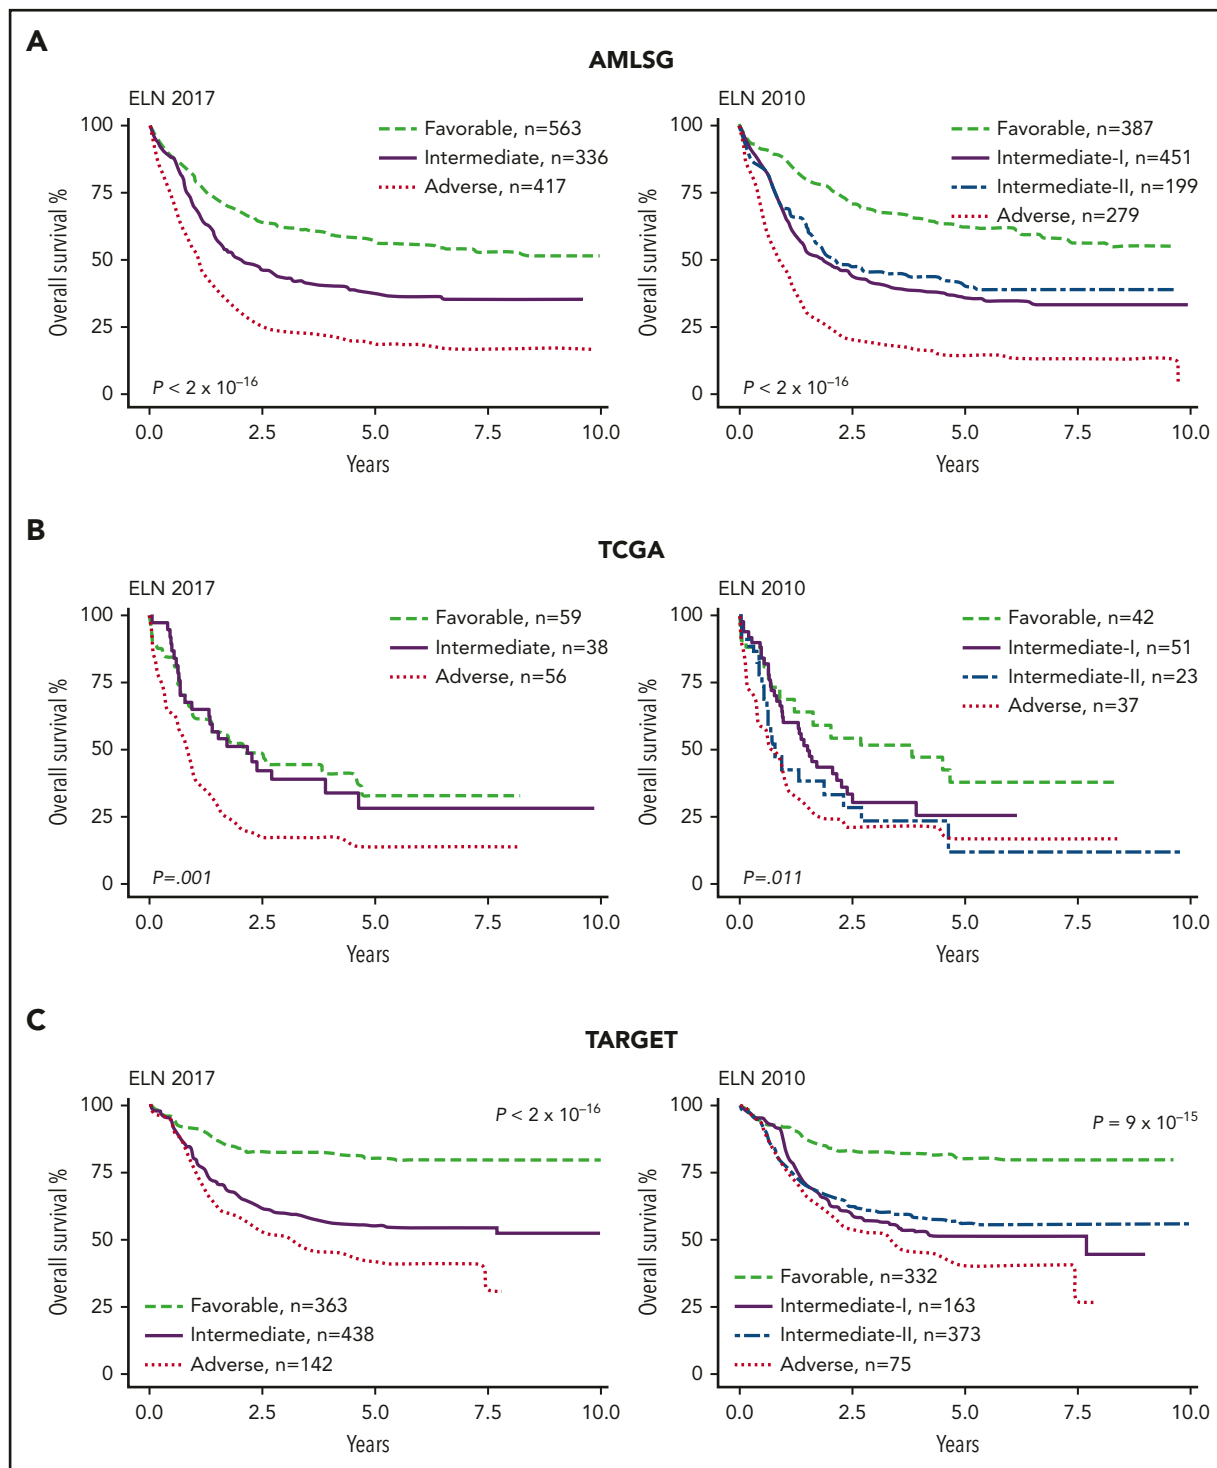 A
AMLSG
ELN 2017
Favorable, n=563
Intermediate, n=336
Adverse, n=417
Overall survival %
100
75
50
25
0
P < 2 x 10⁻¹⁶
0.0 2.5 5.0 7.5 10.0
Years
ELN 2010
Favorable, n=387
Intermediate-I, n=451
Intermediate-II, n=199
Adverse, n=279
Overall survival %
100
75
50
25
0
P < 2 x 10⁻¹⁶
0.0 2.5 5.0 7.5 10.0
Years
B
TCGA
ELN 2017
Favorable, n=59
Intermediate, n=38
Adverse, n=56
Overall survival %
100
75
50
25
0
P=.001
0.0 2.5 5.0 7.5 10.0
Years
ELN 2010
Favorable, n=42
Intermediate-I, n=51
Intermediate-II, n=23
Adverse, n=37
Overall survival %
100
75
50
25
0
P=.011
0.0 2.5 5.0 7.5 10.0
Years
C
TARGET
ELN 2017
P < 2 x 10⁻¹⁶
Overall survival %
100
75
50
25
0
Favorable, n=363
Intermediate, n=438
Adverse, n=142
0.0 2.5 5.0 7.5 10.0
Years
ELN 2010
P = 9 x 10⁻¹⁵
Overall survival %
100
75
50
25
0
Favorable, n=332
Intermediate-I, n=163
Intermediate-II, n=373
Adverse, n=75
0.0 2.5 5.0 7.5 10.0
Years